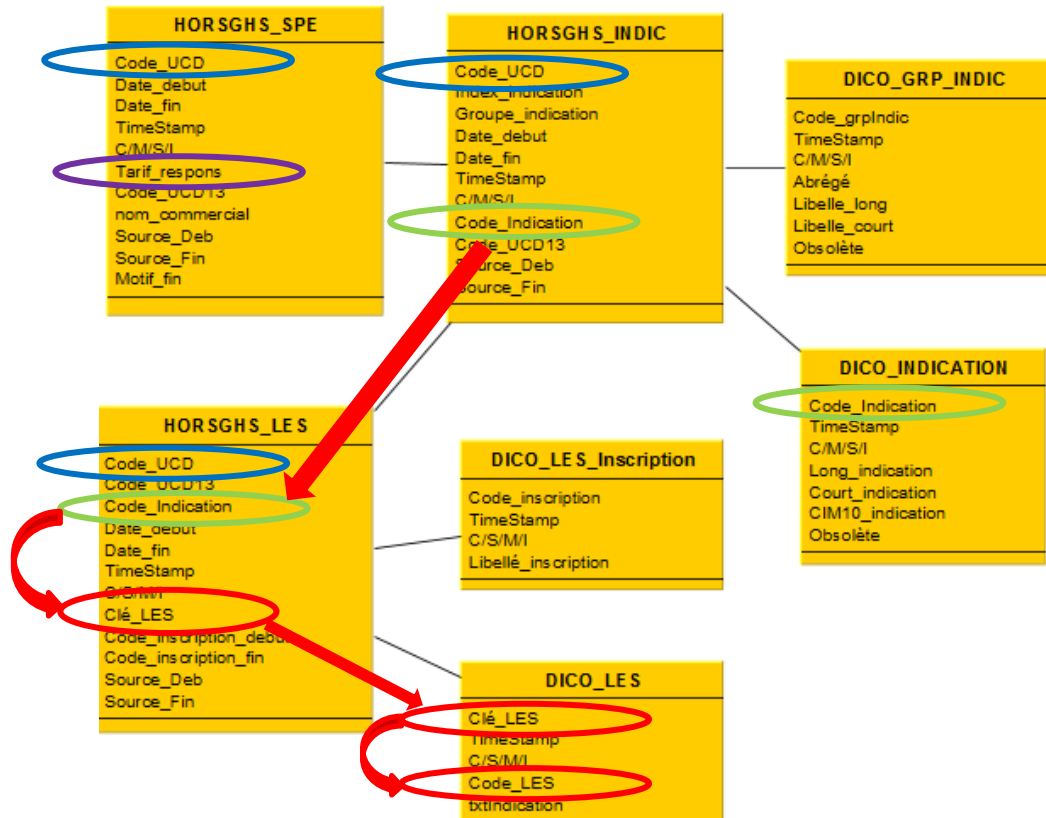 HORSGHS_SPE
Code_UCD
Date_debut
Date_fin
TimeStamp
C/M/S/I
Tarif_respons
Code_UCD13
nom_commercial
Source_Deb
Source_Fin
Motif_fin
HORSGHS_INDIC
Code_UCD
Index_Indication
Groupe_indication
Date_debut
Date_fin
TimeStamp
C/M/S/I
Code_Indication
Code_UCD13
Source_Deb
Source_Fin
DICO_GRP_INDIC
Code_grpIndic
TimeStamp
C/M/S/I
Abrégé
Libelle_long
Libelle_court
Obsolète
DICO_INDICATION
Code_Indication
TimeStamp
C/M/S/I
Long_indication
Court_indication
CIM10_indication
Obsolète
HORSGHS_LES
Code_UCD
Code_UCD13
Code_Indication
Date_debut
Date_fin
TimeStamp
C/S/M/I
Clé_LES
Code_inscription_debut
Code_inscription_fin
Source_Deb
Source_Fin
DICO_LES_Inscription
Code_inscription
TimeStamp
C/S/M/I
Libellé_inscription
DICO_LES
Clé_LES
TimeStamp
C/S/M/I
Code_LES
txtIndication